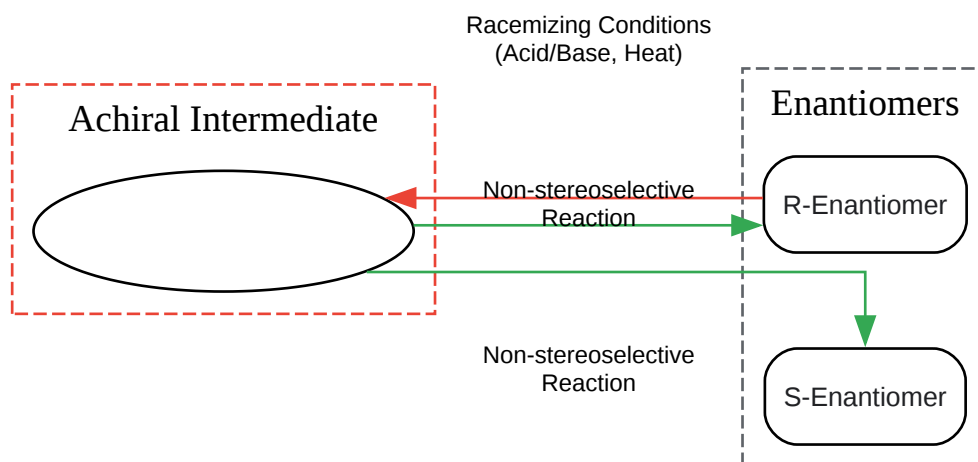 Racemizing Conditions
(Acid/Base, Heat)
Achiral Intermediate
Enantiomers
Non-stereoselective
Reaction
R-Enantiomer
Non-stereoselective
Reaction
S-Enantiomer